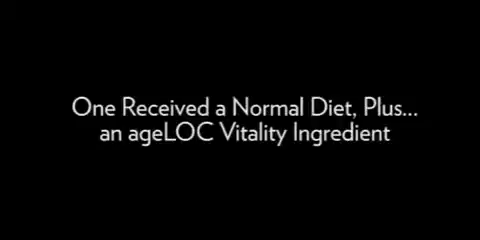 One Received a Normal Diet, Plus...
an ageLOC Vitality Ingredient